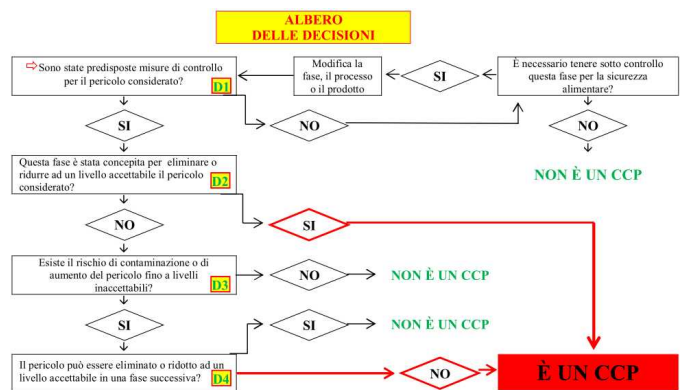 ALBERO
DELLE DECISIONI
⇨Sono state predisposte misure di controllo
per il pericolo considerato?
D1
Modifica la
fase, il processo
o il prodotto
SI
È necessario tenere sotto controllo
questa fase per la sicurezza
alimentare?
SI
NO
NO
NON È UN CCP
Questa fase è stata concepita per eliminare o
ridurre ad un livello accettabile il pericolo
considerato?
D2
NO
SI
Esiste il rischio di contaminazione o di
aumento del pericolo fino a livelli
inaccettabili?
D3
NO
NON È UN CCP
SI
SI
NON È UN CCP
Il pericolo può essere eliminato o ridotto ad un
livello accettabile in una fase successiva?
D4
NO
È UN CCP